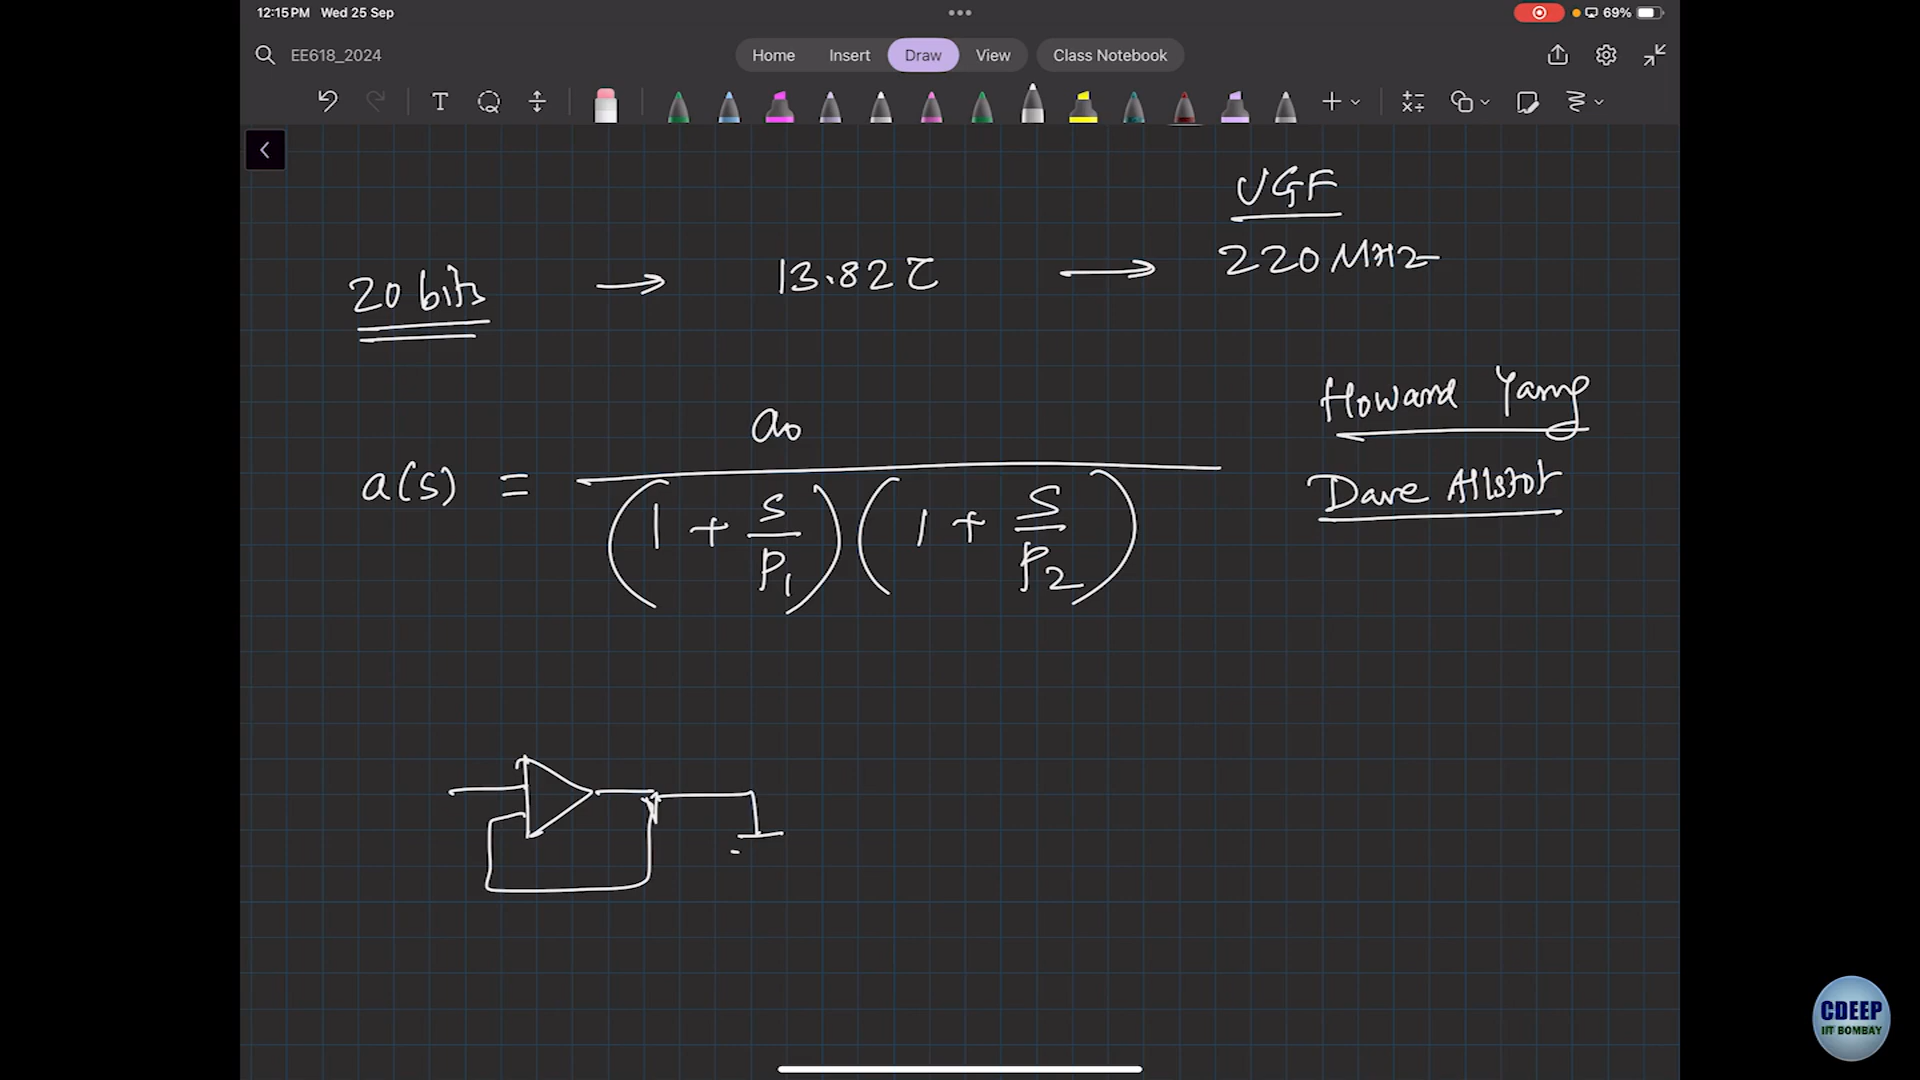 12:15 PM Wed 25 Sep
69%
EE618_2024
Home Insert Draw View Class Notebook
T
UGF
20 bits → 13.82 τ → 220 MHz
Howard Yang
a(s) = a₀ / (1 + s/p₁)(1 + s/p₂)
Dave Allstot
CDEEP
IIT BOMBAY